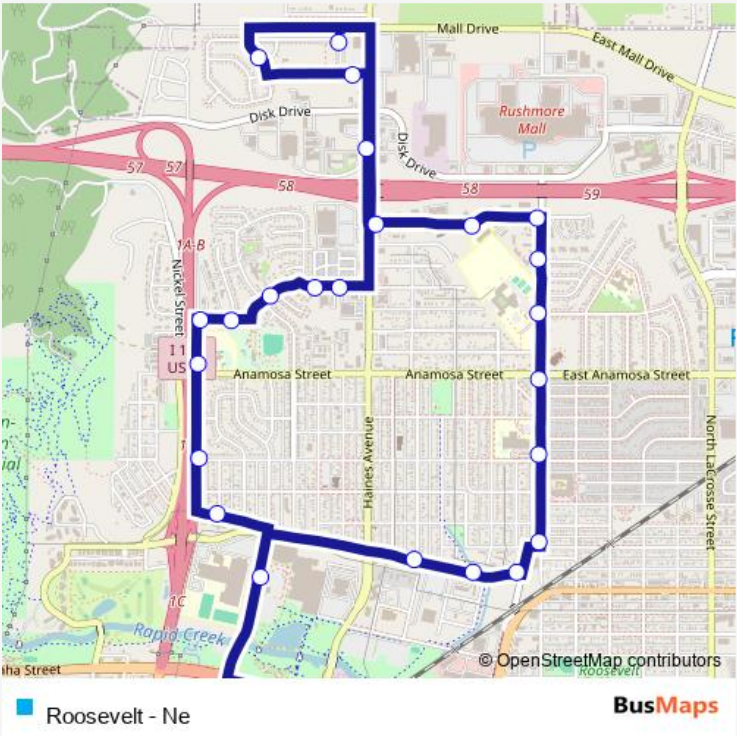 Mall Drive
East Mall Drive
Disk Drive
Rushmore
Mall
P
Disk Drive
57
57
58
58
59
1A-B
Nickel Street
I 1
US
Anamosa Street
Anamosa Street
East Anamosa Street
Haines Avenue
North LaCrosse Street
1C
Rapid Creek
© OpenStreetMap contributors
Roosevelt
Street
Roosevelt - Ne
BusMaps